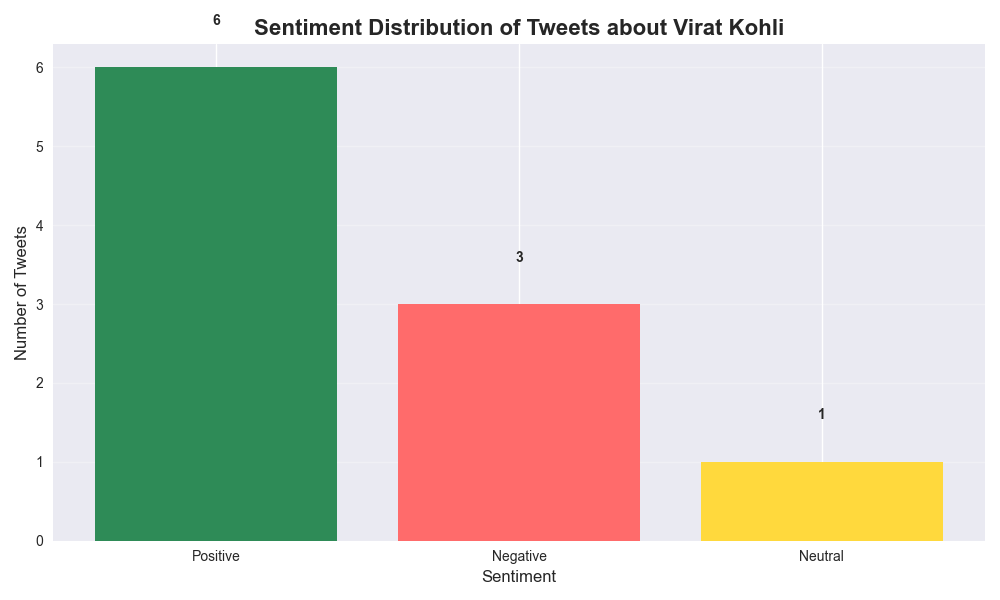 6
Sentiment Distribution of Tweets about Virat Kohli
6
5
4
3
2
1
0
Number of Tweets
3
1
Positive
Negative
Neutral
Sentiment